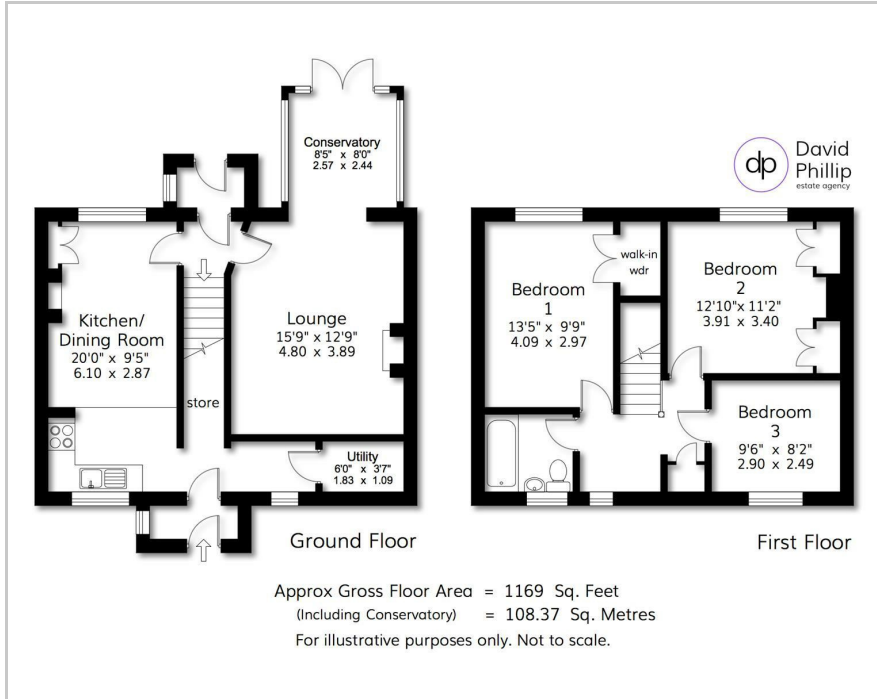 Conservatory
8'5" x 8'0"
2.57 x 2.44
dp
David
Phillip
estate agency
Kitchen/
Dining Room
20'0" x 9'5"
6.10 x 2.87
Lounge
15'9" x 12'9"
4.80 x 3.89
store
Utility
6'0" x 3'7"
1.83 x 1.09
Ground Floor
Bedroom
1
13'5" x 9'9"
4.09 x 2.97
walk-in
wdr
Bedroom
2
12'10" x 11'2"
3.91 x 3.40
Bedroom
3
9'6" x 8'2"
2.90 x 2.49
First Floor
Approx Gross Floor Area = 1169 Sq. Feet
(Including Conservatory) = 108.37 Sq. Metres
For illustrative purposes only. Not to scale.